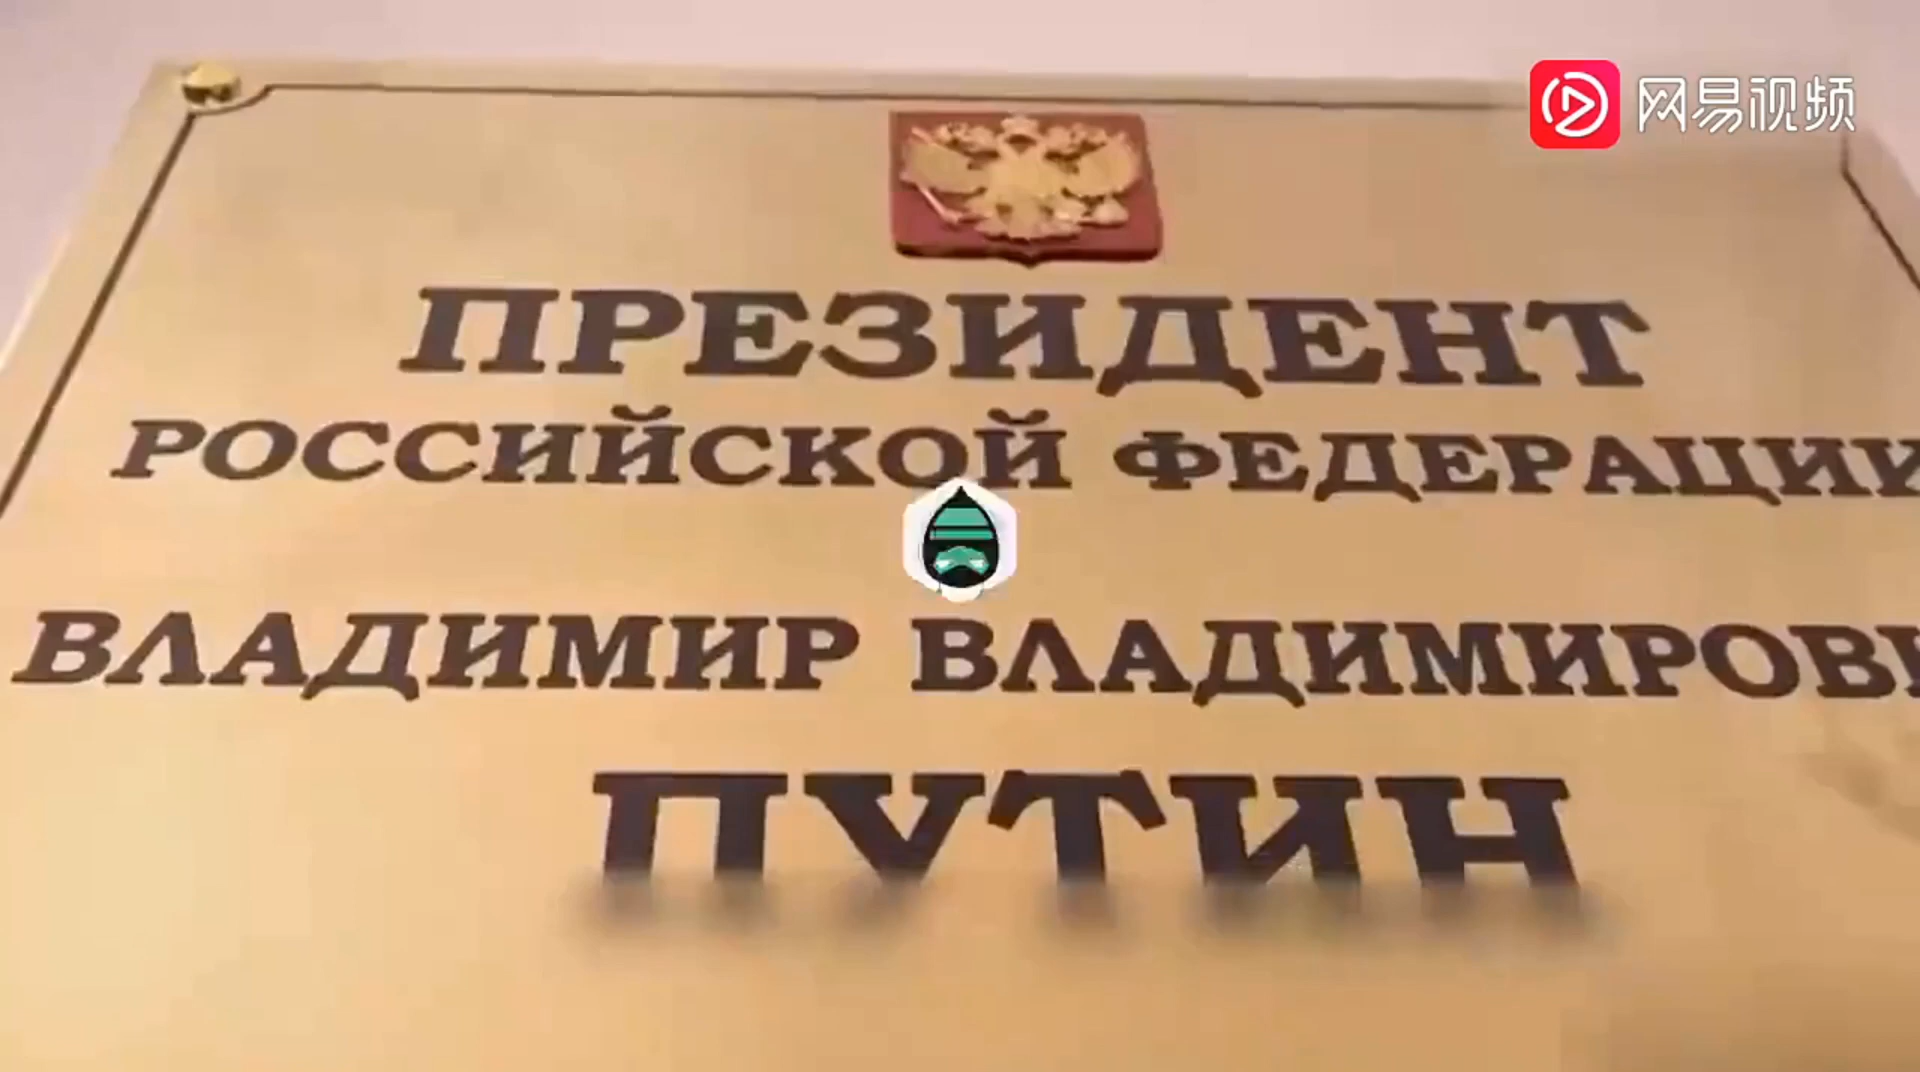 网易视频
ПРЕЗИДЕНТ
РОССИЙСКОЙ ФЕДЕРАЦИИ
ВЛАДИМИР ВЛАДИМИРОВ
ПУТИН